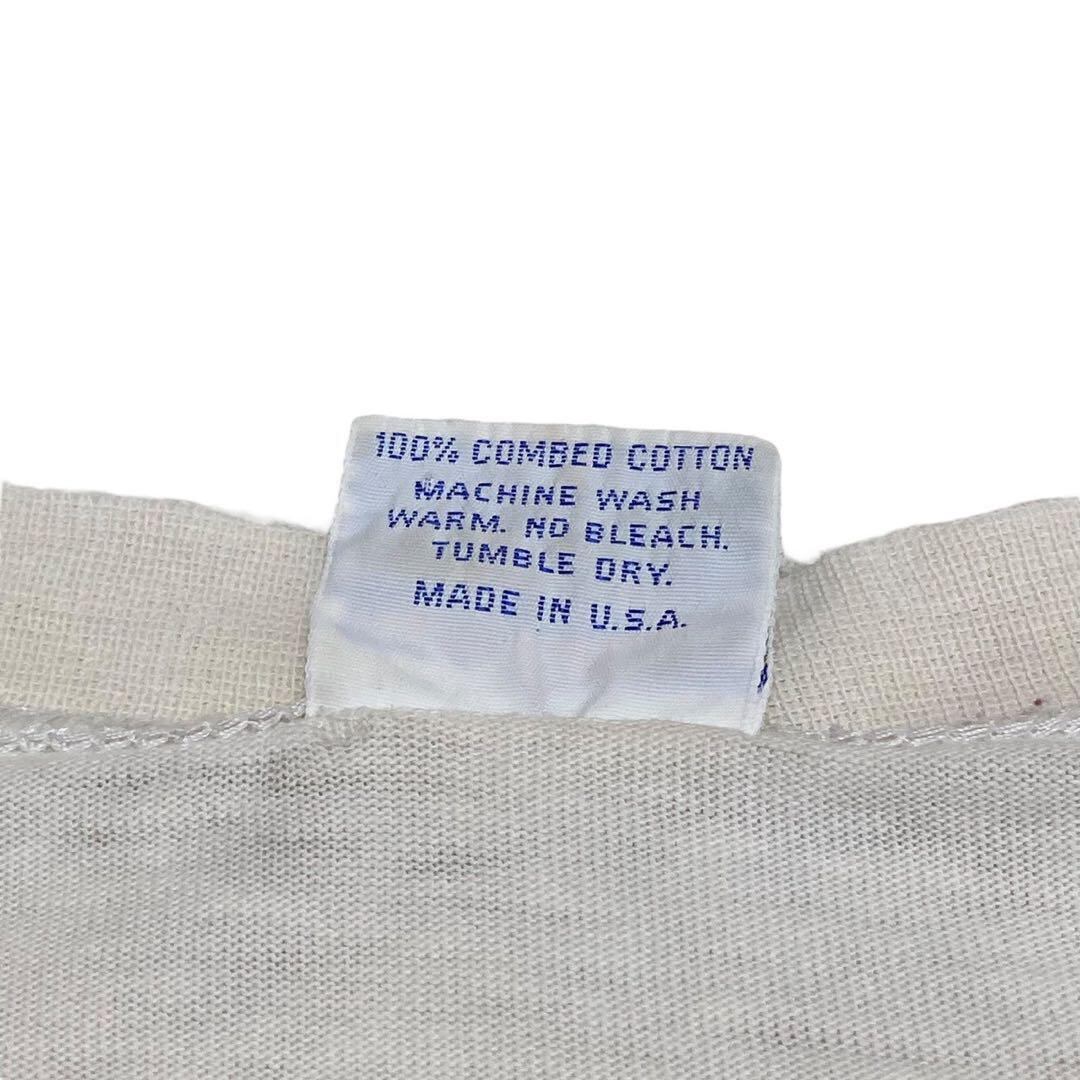 100% COMBED COTTON
MACHINE WASH
WARM. NO BLEACH.
TUMBLE DRY.
MADE IN U.S.A.